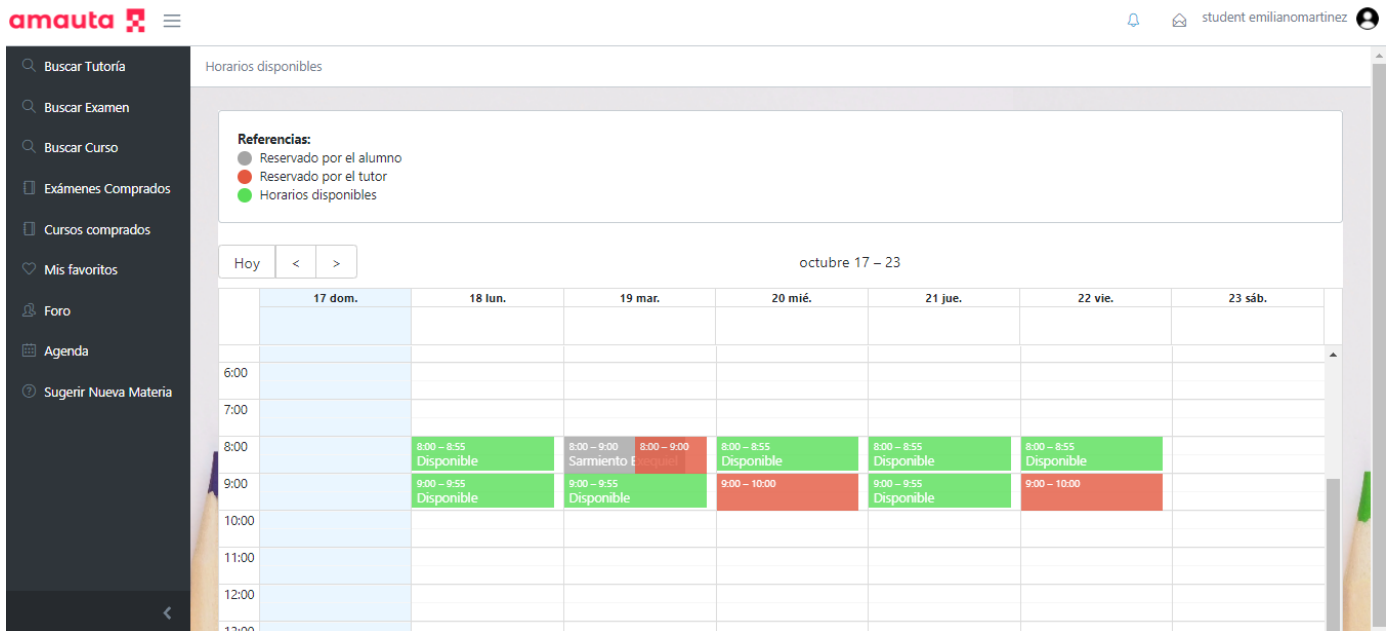 amauta
student emilianomartinez
Buscar Tutoría
Buscar Examen
Buscar Curso
Exámenes Comprados
Cursos comprados
Mis favoritos
Foro
Agenda
Sugerir Nueva Materia
Horarios disponibles
Referencias:
Reservado por el alumno
Reservado por el tutor
Horarios disponibles
Hoy < >
octubre 17 – 23
17 dom. 18 lun. 19 mar. 20 mié. 21 jue. 22 vie. 23 sáb.
6:00
7:00
8:00
8:00 – 8:55 8:00 – 9:00 8:00 – 9:00 8:00 – 8:55 8:00 – 8:55 8:00 – 8:55
Disponible Sarmiento Exequiel Disponible Disponible Disponible
9:00
9:00 – 9:55 9:00 – 9:55 9:00 – 10:00 9:00 – 9:55 9:00 – 10:00
Disponible Disponible Disponible
10:00
11:00
12:00
13:00